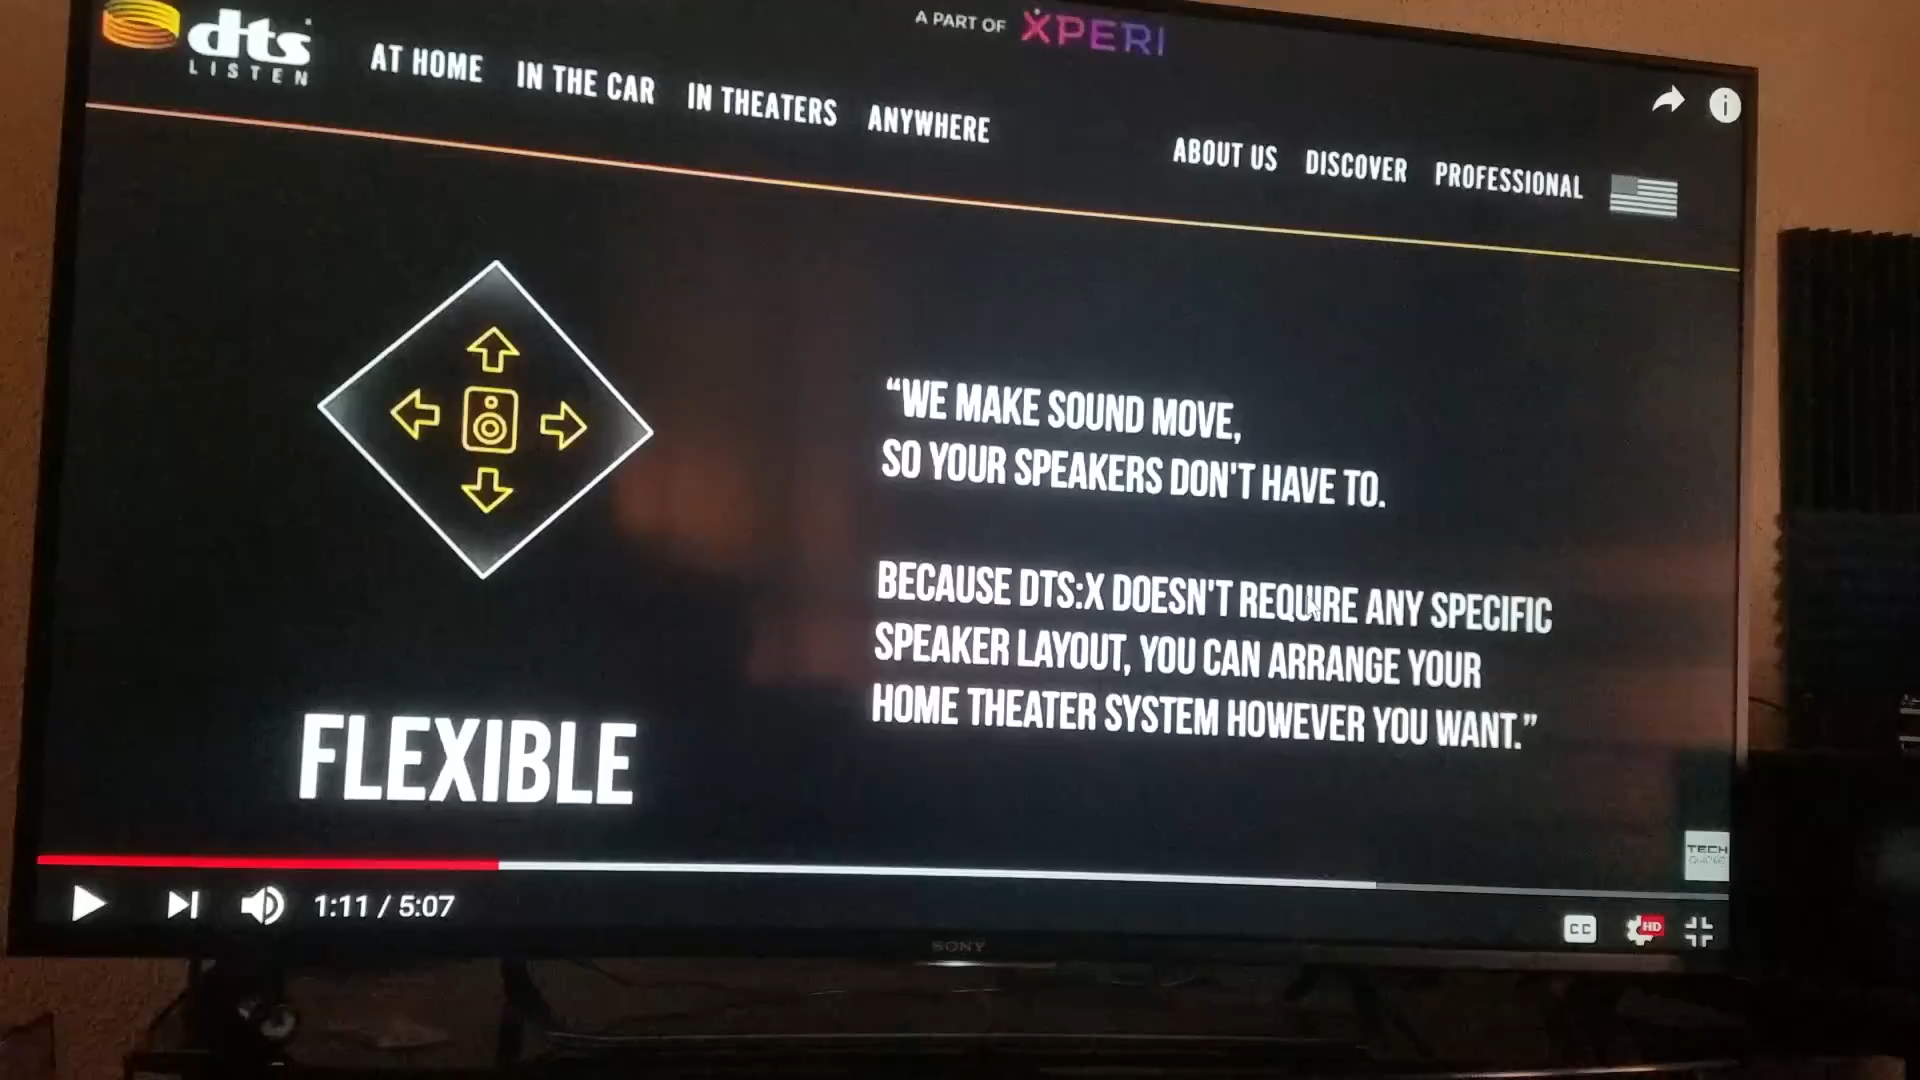 dts
LISTEN
A PART OF XPERI
AT HOME IN THE CAR IN THEATERS ANYWHERE
ABOUT US DISCOVER PROFESSIONAL
“WE MAKE SOUND MOVE,
SO YOUR SPEAKERS DON'T HAVE TO.
BECAUSE DTS:X DOESN'T REQUIRE ANY SPECIFIC
SPEAKER LAYOUT, YOU CAN ARRANGE YOUR
HOME THEATER SYSTEM HOWEVER YOU WANT.”
FLEXIBLE
TECH
1:11 / 5:07
CC
HD
SONY